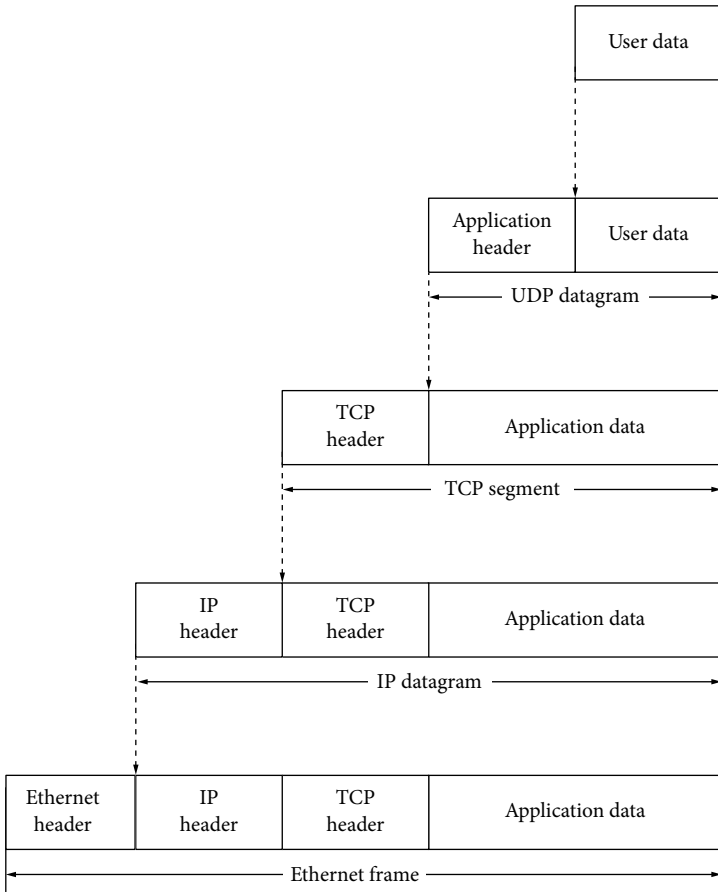 User data
Application
header
User data
UDP datagram
TCP
header
Application data
TCP segment
IP
header
TCP
header
Application data
IP datagram
Ethernet
header
IP
header
TCP
header
Application data
Ethernet frame